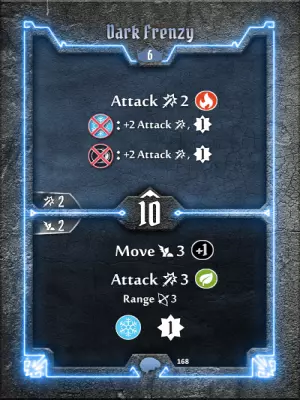 Dark Frenzy
6
Attack 2
: +2 Attack , 1
: +2 Attack , 1
2
10
2
Move 3 +1
Attack 3
Range 3
1
168